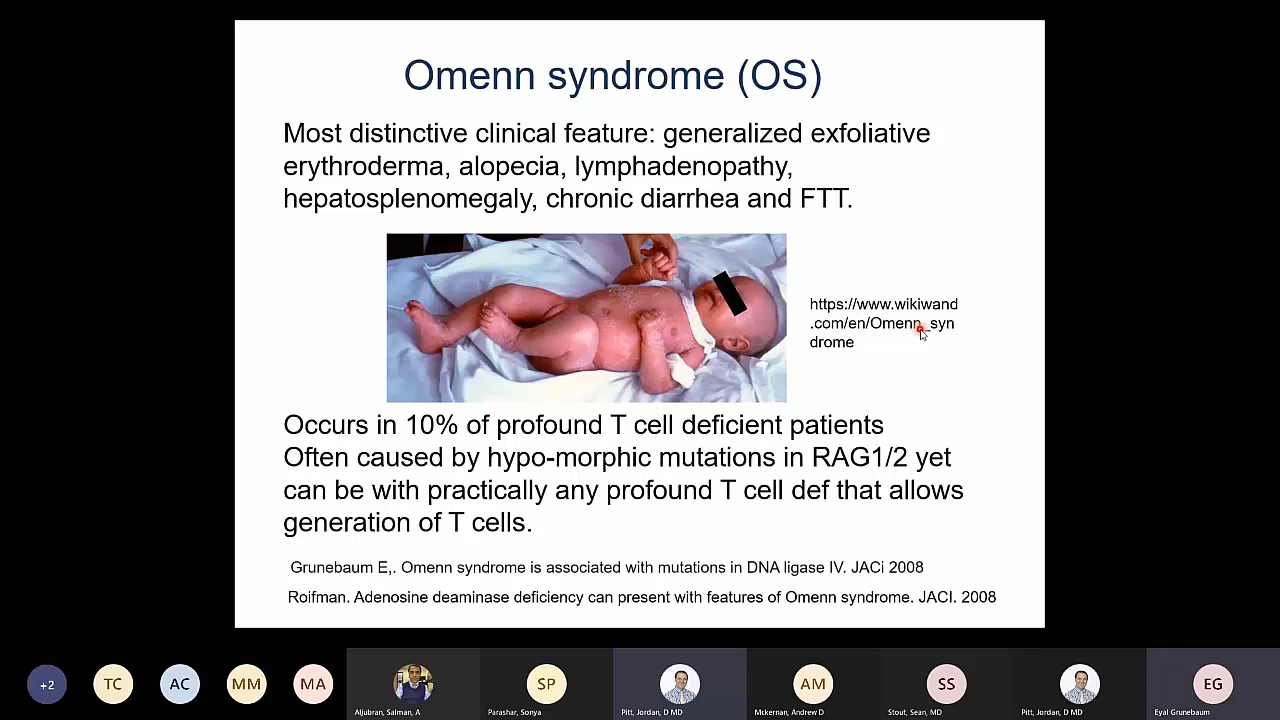 Omenn syndrome (OS)
Most distinctive clinical feature: generalized exfoliative
erythroderma, alopecia, lymphadenopathy,
hepatosplenomegaly, chronic diarrhea and FTT.
https://www.wikiwand
.com/en/Omenn_syn
drome
Occurs in 10% of profound T cell deficient patients
Often caused by hypo-morphic mutations in RAG1/2 yet
can be with practically any profound T cell def that allows
generation of T cells.
Grunebaum E,. Omenn syndrome is associated with mutations in DNA ligase IV. JACi 2008
Roifman. Adenosine deaminase deficiency can present with features of Omenn syndrome. JACI. 2008
+2 TC AC MM MA SP AM SS EG
Aljubran, Salman, A Parashar, Sonya Pitt, Jordan, D MD Mckernan, Andrew D Stout, Sean, MD Pitt, Jordan, D MD Eyal Grunebaum